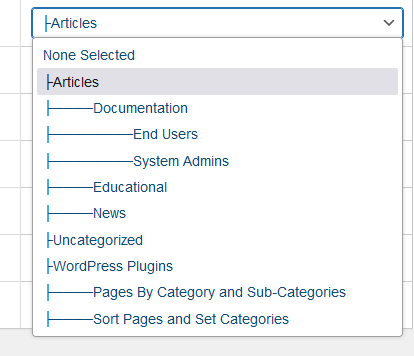 ├Articles
None Selected
├Articles
├────Documentation
├────────End Users
├────────System Admins
├────Educational
├────News
├Uncategorized
├WordPress Plugins
├────Pages By Category and Sub-Categories
├────Sort Pages and Set Categories